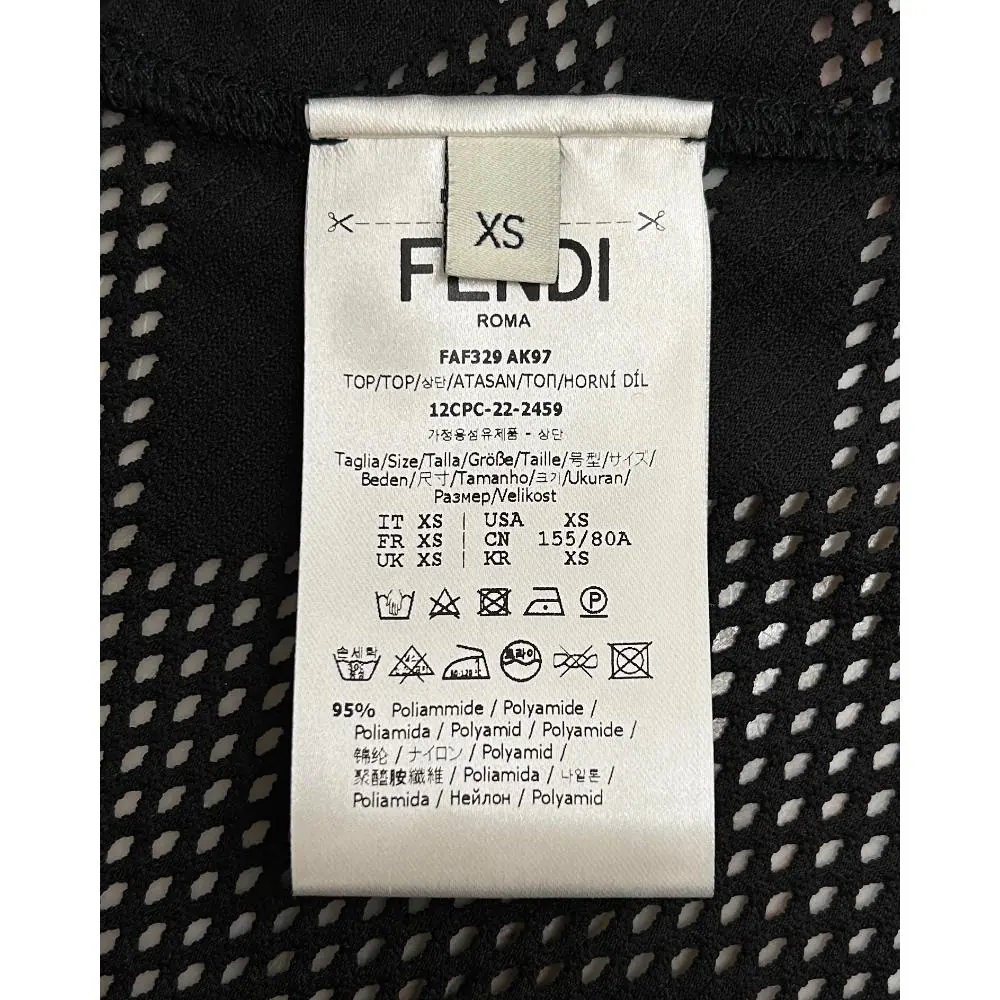 XS
FENDI
ROMA
FAF329 AK97
TOP/TOP/상단/ATASAN/ТОП/HORNÍ DÍL
12CPC-22-2459
가정용섬유제품 - 상단
Taglia/Size/Talla/Größe/Taille/号型/サイズ/
Beden/尺寸/Tamanho/크기/Ukuran/
Размер/Velikost
IT XS | USA XS
FR XS | CN 155/80A
UK XS | KR XS
P
손세탁
드라이
95% Poliammide / Polyamide /
Poliamida / Polyamid / Polyamide /
锦纶 / ナイロン / Polyamid /
聚醯胺纖維 / Poliamida / 나일론 /
Poliamida / Нейлон / Polyamid